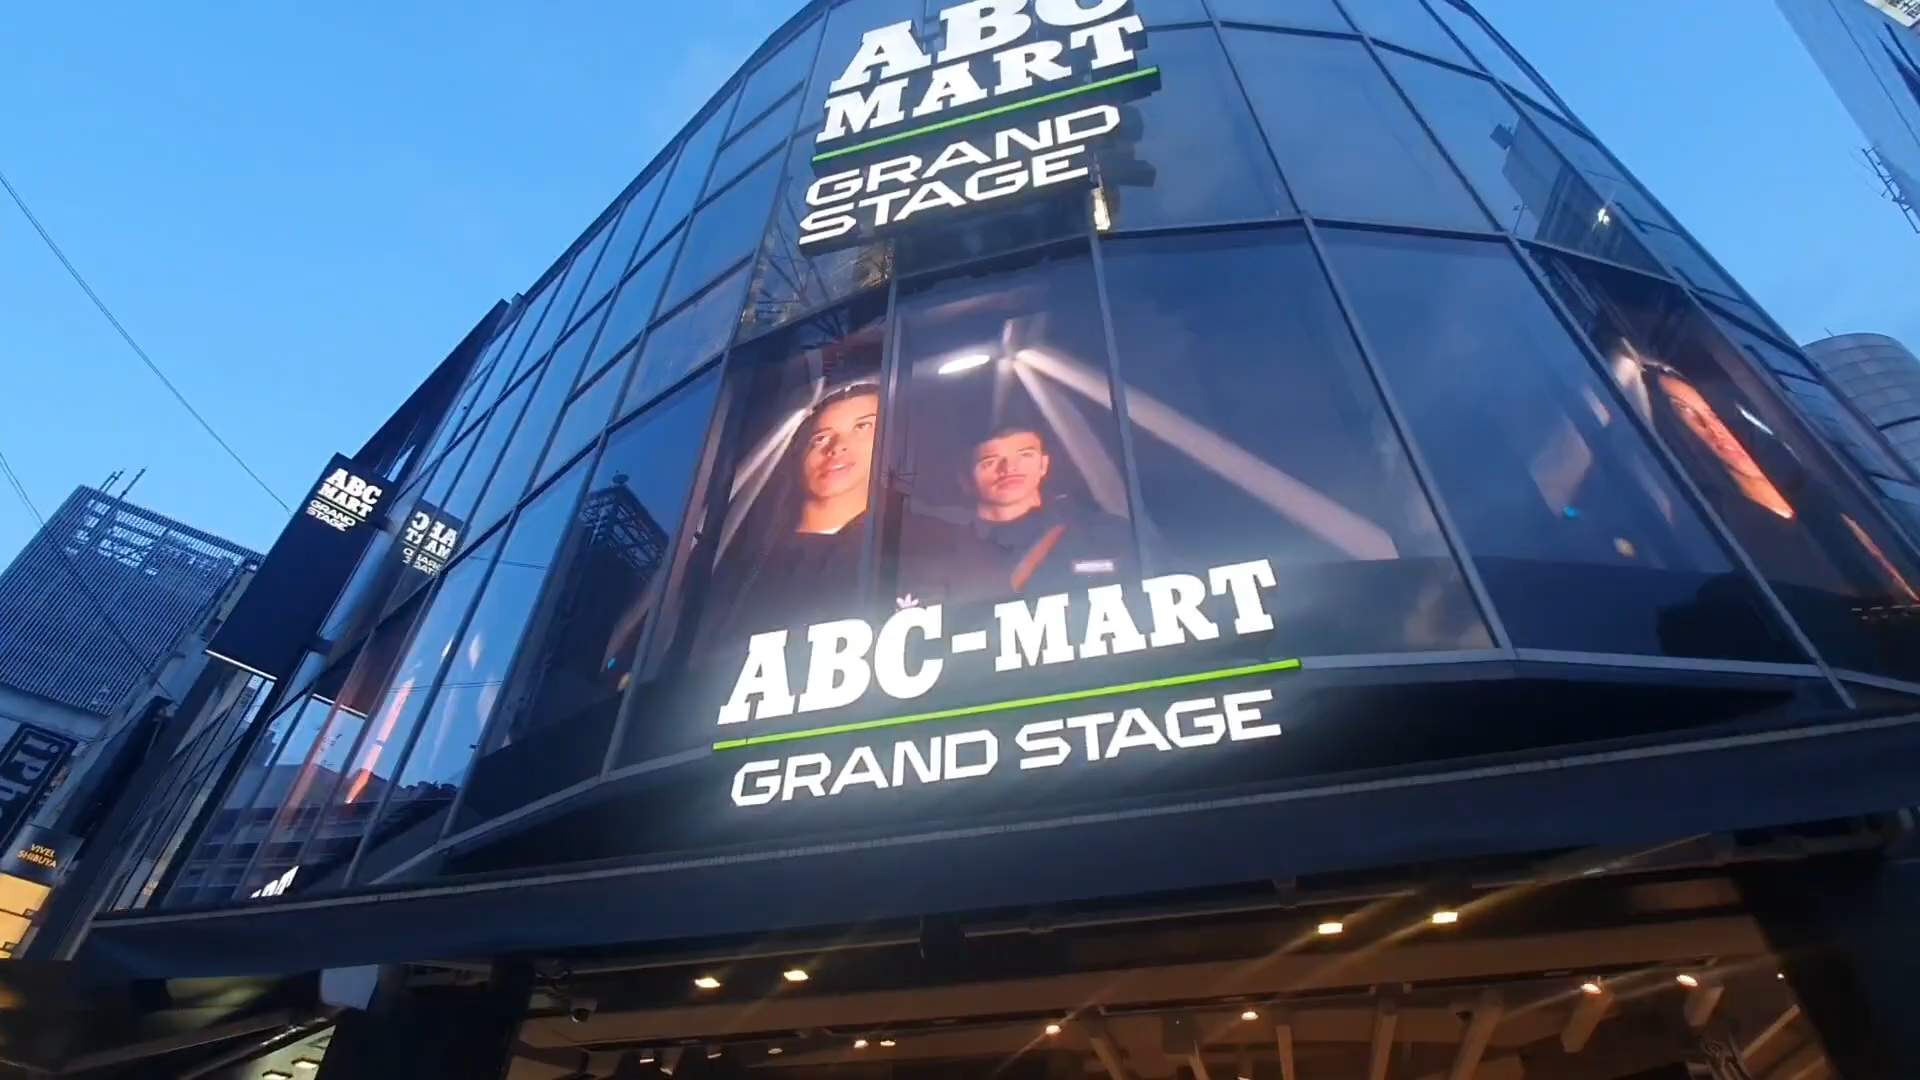 ABC
MART
GRAND
STAGE
ABC
MART
GRAND
STAGE
ABC-MART
GRAND STAGE
VIVEL
SHIBUYA